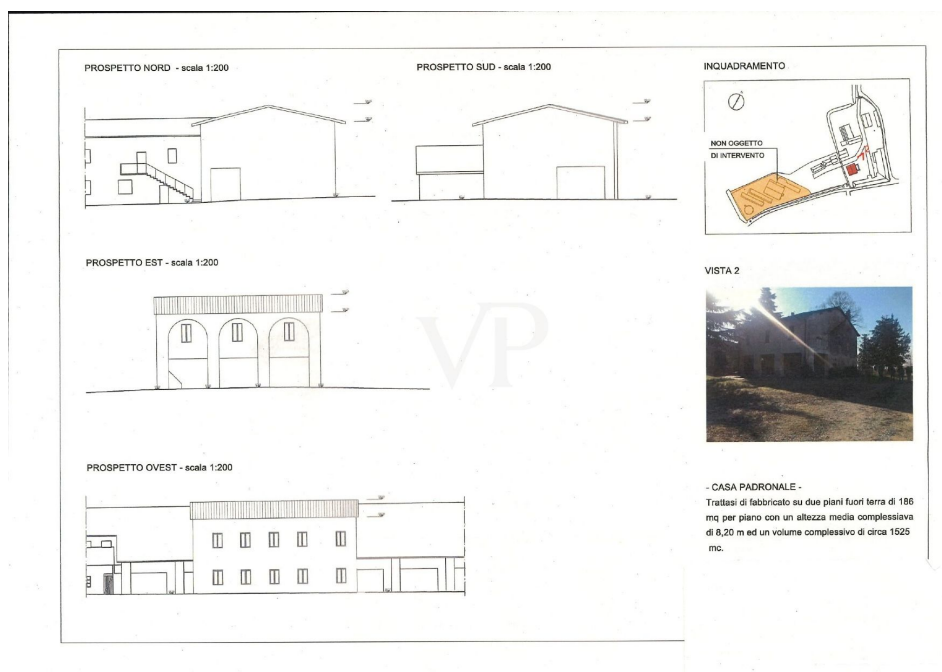 PROSPETTO NORD - scala 1:200
PROSPETTO SUD - scala 1:200
INQUADRAMENTO
NON OGGETTO
DI INTERVENTO
PROSPETTO EST - scala 1:200
VISTA 2
VP
PROSPETTO OVEST - scala 1:200
- CASA PADRONALE -
Trattasi di fabbricato su due piani fuori terra di 186
mq per piano con un altezza media complessiava
di 8,20 m ed un volume complessivo di circa 1525
mc.